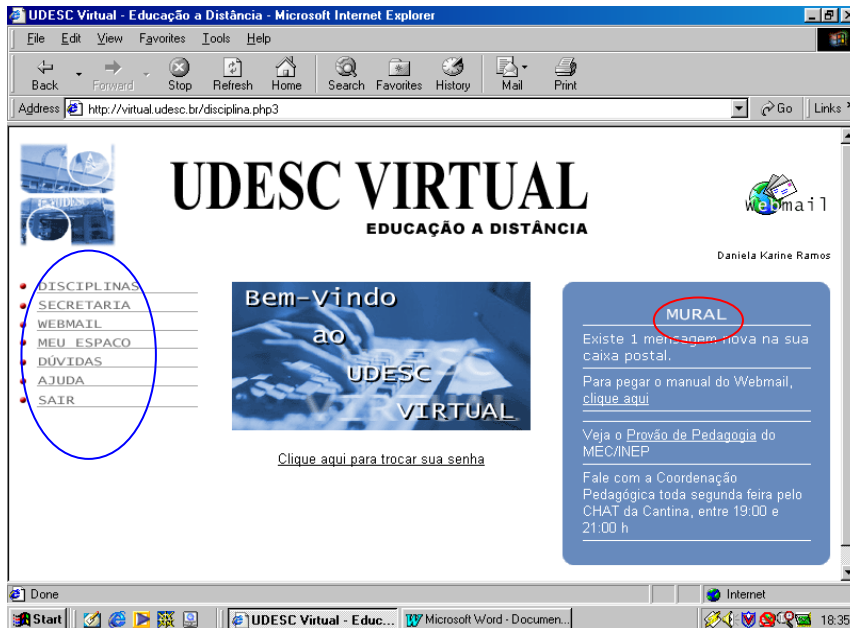 UDESC Virtual - Educação a Distância - Microsoft Internet Explorer
File Edit View Favorites Tools Help
Back Forward Stop Refresh Home Search Favorites History Mail Print
Address http://virtual.udesc.br/disciplina.php3 Go Links
UDESC VIRTUAL
EDUCAÇÃO A DISTÂNCIA
Webmail
Daniela Karine Ramos
DISCIPLINAS
SECRETARIA
WEBMAIL
MEU ESPACO
DÚVIDAS
AJUDA
SAIR
Bem-Vindo
ao
UDESC
VIRTUAL
Clique aqui para trocar sua senha
MURAL
Existe 1 mensagem nova na sua
caixa postal.
Para pegar o manual do Webmail,
clique aqui
Veja o Provão de Pedagogia do
MEC/INEP
Fale com a Coordenação
Pedagógica toda segunda feira pelo
CHAT da Cantina, entre 19:00 e
21:00 h
Done Internet
Start UDESC Virtual - Educ... Microsoft Word - Documen... 18:35